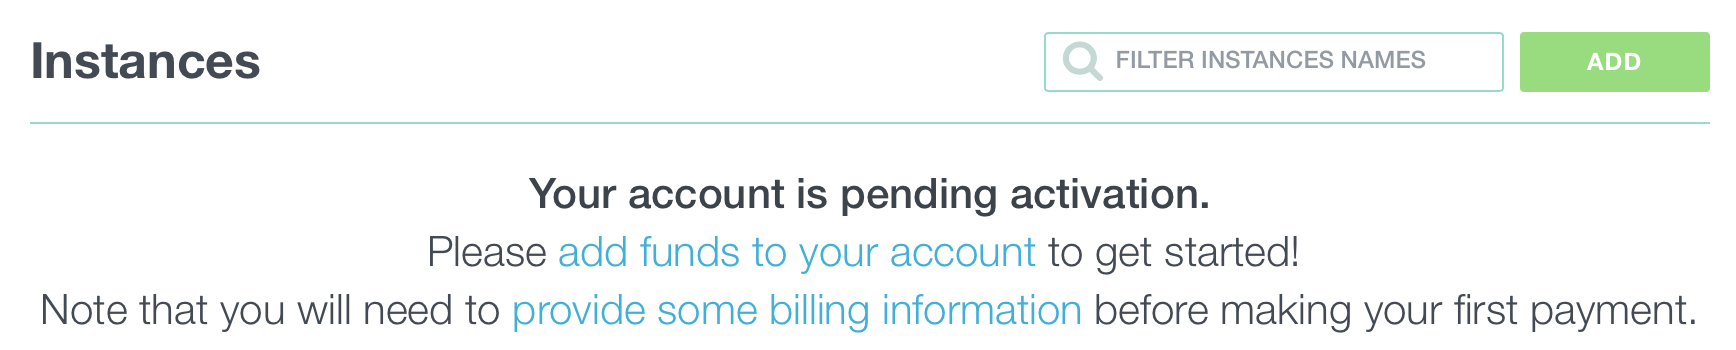 Instances
FILTER INSTANCES NAMES
ADD
Your account is pending activation.
Please add funds to your account to get started!
Note that you will need to provide some billing information before making your first payment.